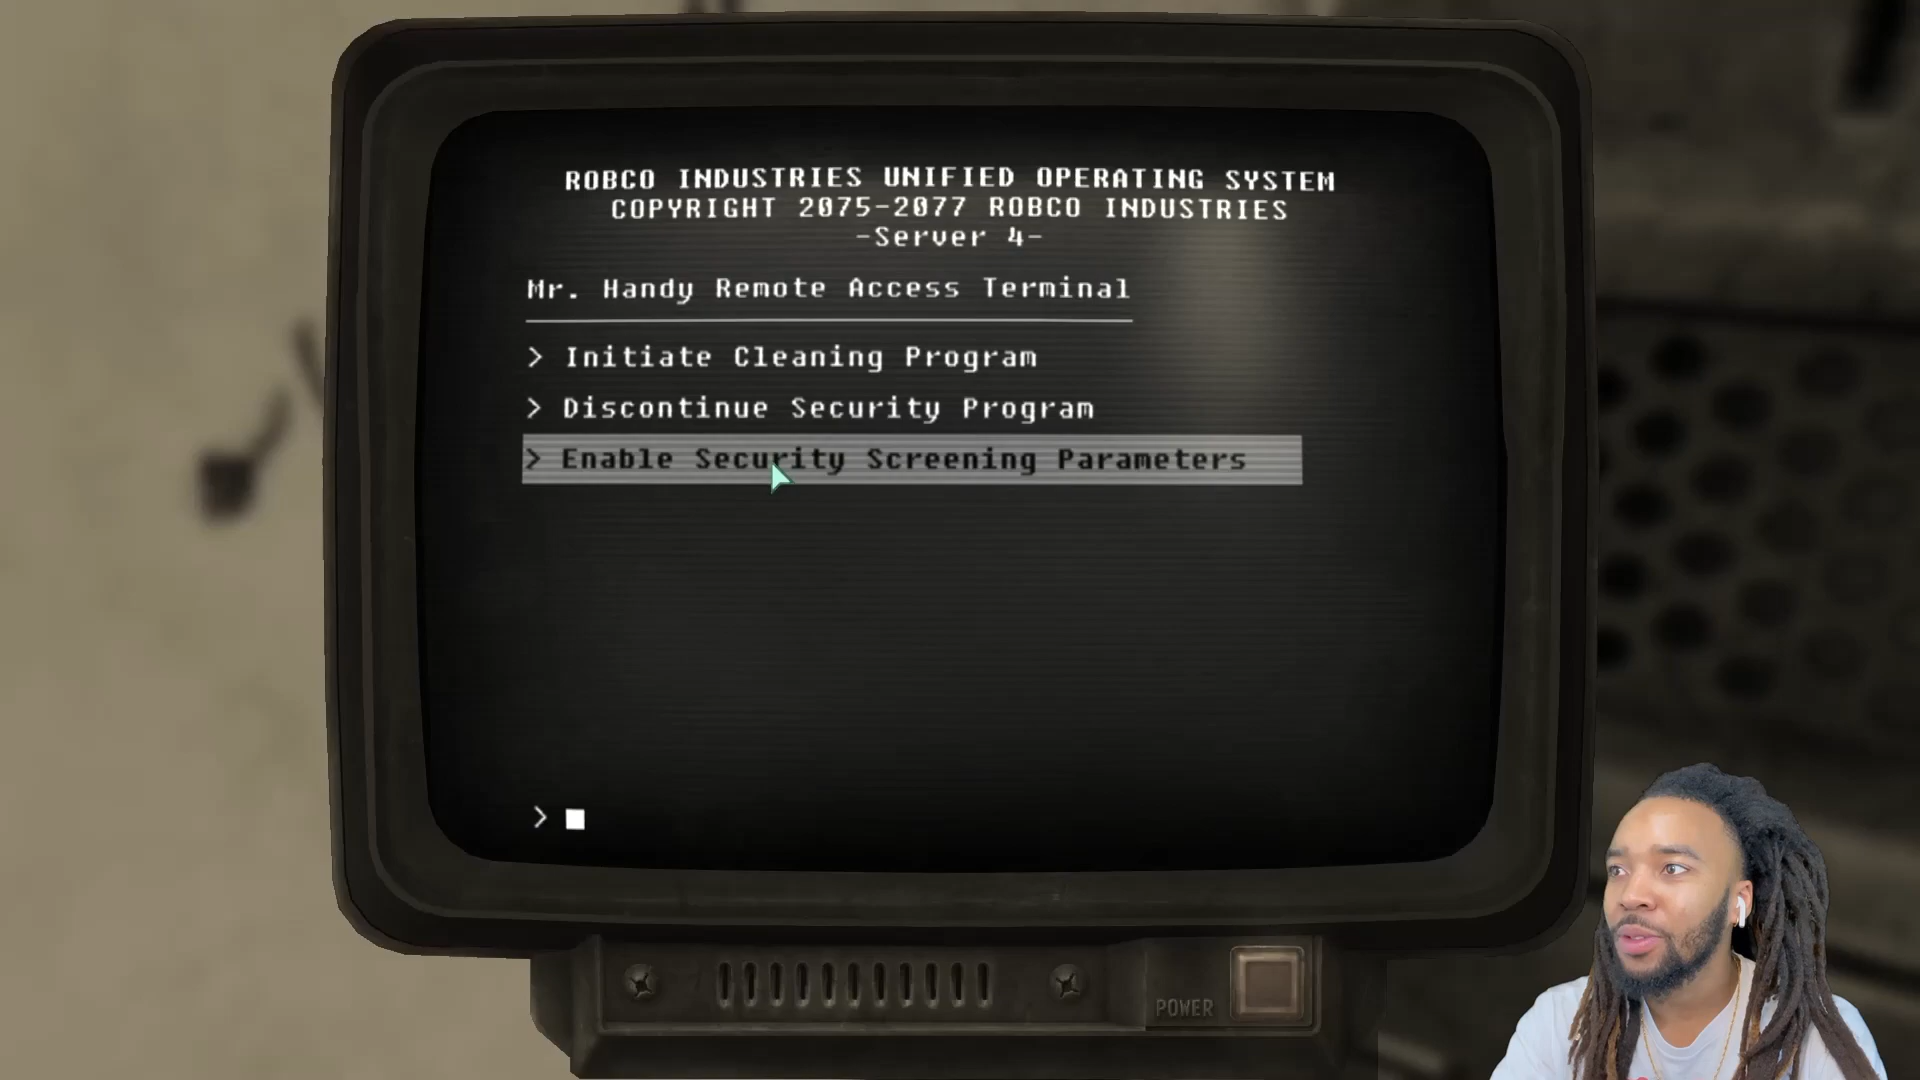 ROBCO INDUSTRIES UNIFIED OPERATING SYSTEM
COPYRIGHT 2075-2077 ROBCO INDUSTRIES
-Server 4-
Mr. Handy Remote Access Terminal
> Initiate Cleaning Program
> Discontinue Security Program
> Enable Security Screening Parameters
>
POWER